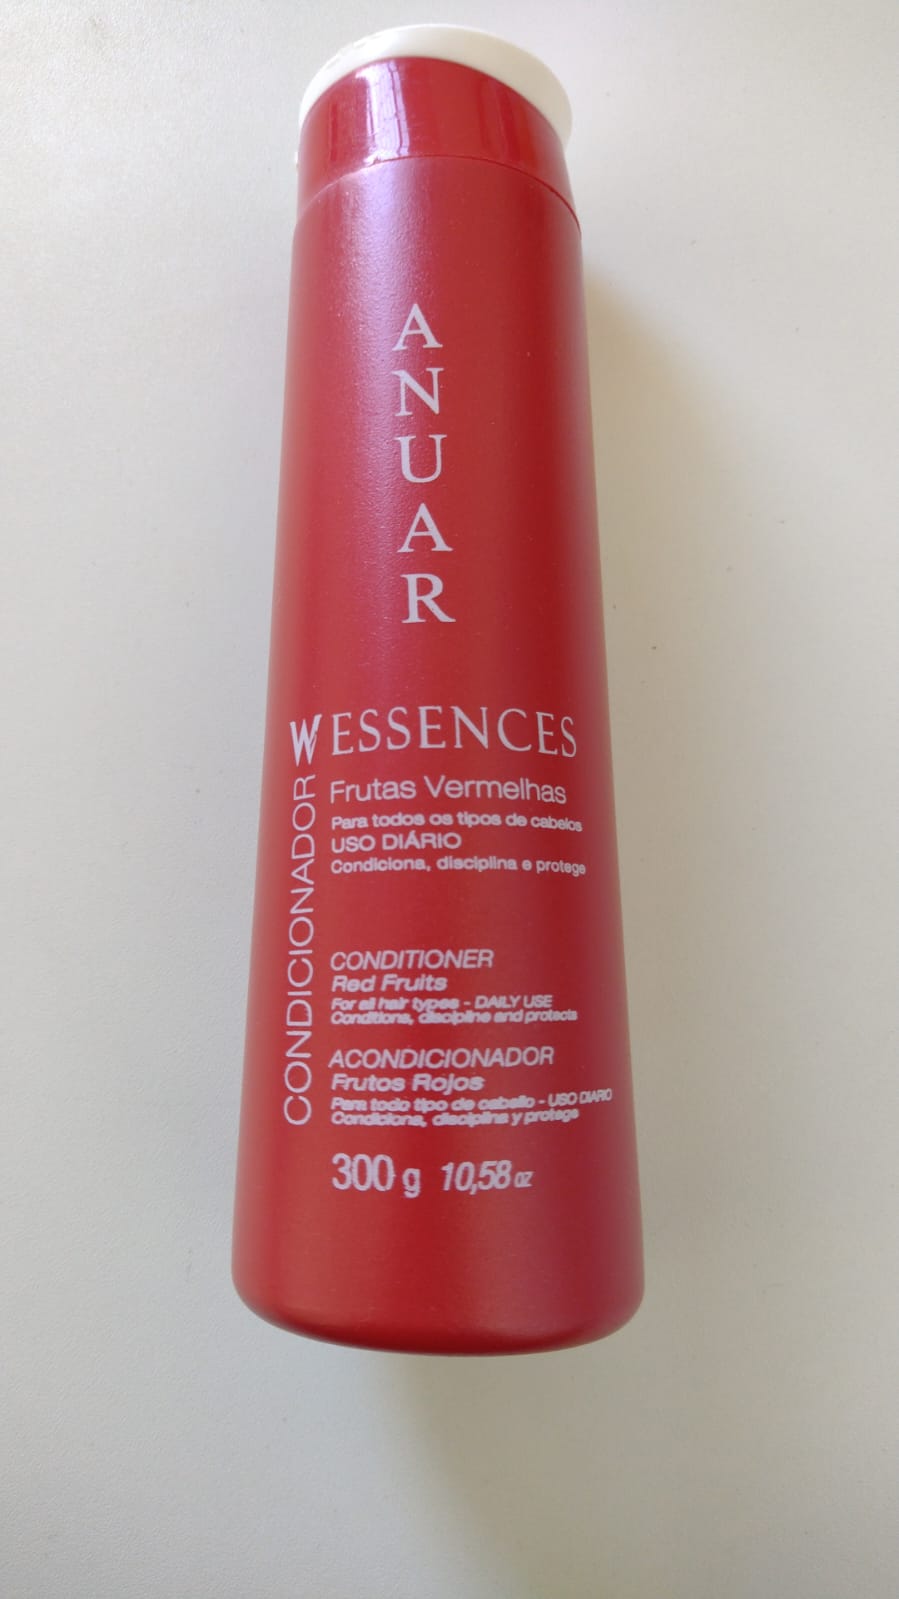 ANUAR
WESSENCES
CONDICIONADOR
Frutas Vermelhas
Para todos os tipos de cabelos
USO DIÁRIO
Condiciona, disciplina e protege
CONDITIONER
Red Fruits
For all hair types - DAILY USE
Conditions, discipline and protects
ACONDICIONADOR
Frutos Rojos
Para todo tipo de cabello - USO DIARIO
Condiciona, disciplina y protege
300 g 10,58 oz